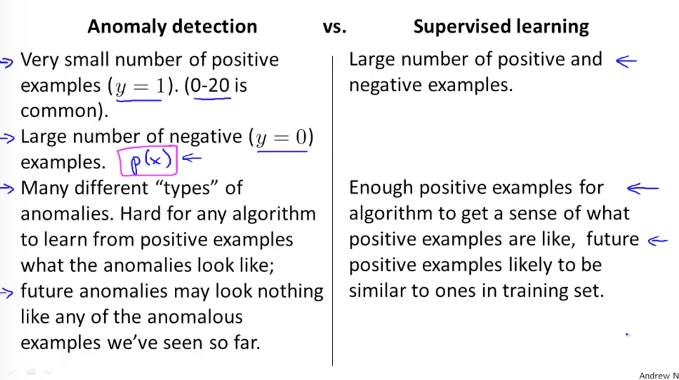 Anomaly detection vs. Supervised learning
Very small number of positive
examples (y = 1). (0-20 is
common).
Large number of negative (y = 0)
examples. p(x)
Many different “types” of
anomalies. Hard for any algorithm
to learn from positive examples
what the anomalies look like;
future anomalies may look nothing
like any of the anomalous
examples we’ve seen so far.
Large number of positive and
negative examples.
Enough positive examples for
algorithm to get a sense of what
positive examples are like, future
positive examples likely to be
similar to ones in training set.
Andrew N